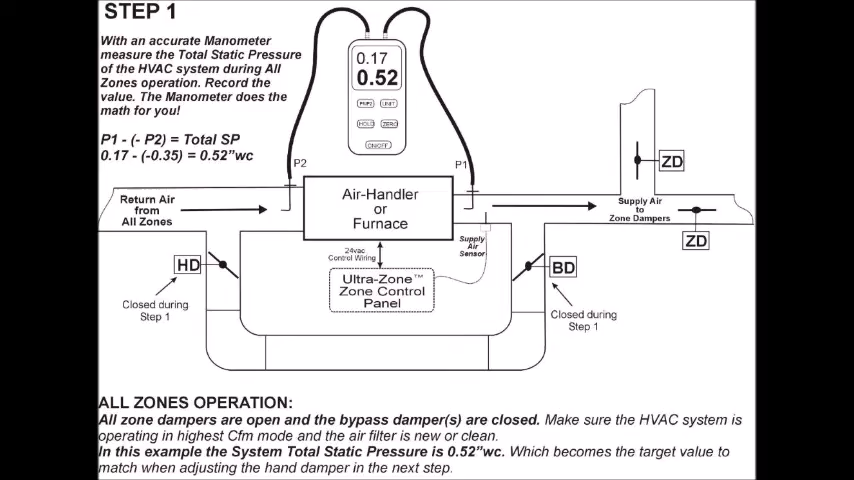 STEP 1
With an accurate Manometer
measure the Total Static Pressure
of the HVAC system during All
Zones operation. Record the
value. The Manometer does the
math for you!
P1 - (- P2) = Total SP
0.17 - (-0.35) = 0.52"wc
0.17
0.52
P1/P2
UNIT
HOLD
ZERO
ON/OFF
P2
P1
Return Air
from
All Zones
Air-Handler
or
Furnace
Supply Air
to
Zone Dampers
ZD
ZD
Supply
Air
Sensor
24vac
Control Wiring
HD
BD
Ultra-Zone™
Zone Control
Panel
Closed during
Step 1
Closed during
Step 1
ALL ZONES OPERATION:
All zone dampers are open and the bypass damper(s) are closed. Make sure the HVAC system is
operating in highest Cfm mode and the air filter is new or clean.
In this example the System Total Static Pressure is 0.52"wc. Which becomes the target value to
match when adjusting the hand damper in the next step.